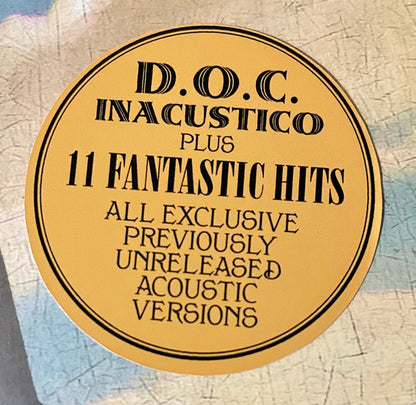 D.O.C.
INACUSTICO
PLUS
11 FANTASTIC HITS
ALL EXCLUSIVE
PREVIOUSLY
UNRELEASED
ACOUSTIC
VERSIONS